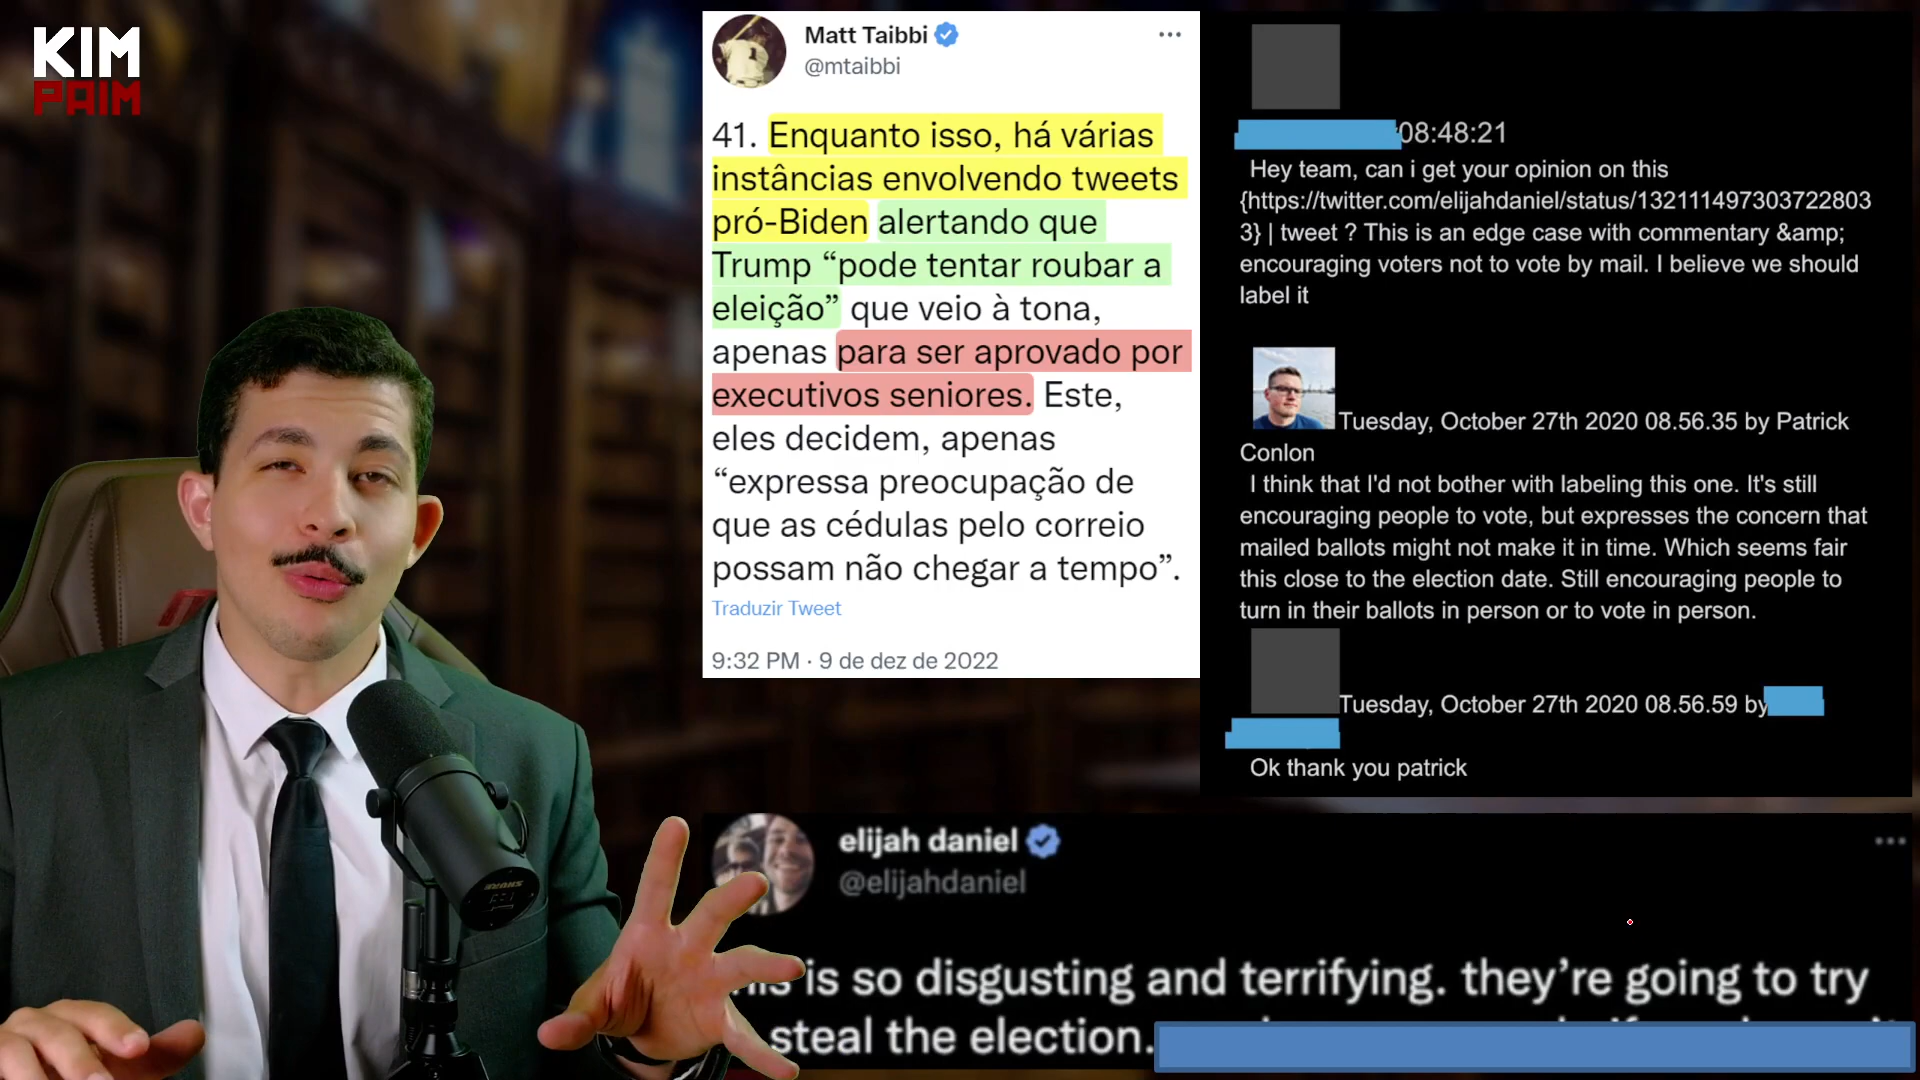 KIM
PAIM
Matt Taibbi
@mtaibbi
41. Enquanto isso, há várias
instâncias envolvendo tweets
pró-Biden alertando que
Trump “pode tentar roubar a
eleição” que veio à tona,
apenas para ser aprovado por
executivos seniores. Este,
eles decidem, apenas
“expressa preocupação de
que as cédulas pelo correio
possam não chegar a tempo”.
Traduzir Tweet
9:32 PM · 9 de dez de 2022
08:48:21
Hey team, can i get your opinion on this
{https://twitter.com/elijahdaniel/status/132111497303722803
3} | tweet ? This is an edge case with commentary &amp;
encouraging voters not to vote by mail. I believe we should
label it
Tuesday, October 27th 2020 08.56.35 by Patrick
Conlon
I think that I'd not bother with labeling this one. It's still
encouraging people to vote, but expresses the concern that
mailed ballots might not make it in time. Which seems fair
this close to the election date. Still encouraging people to
turn in their ballots in person or to vote in person.
Tuesday, October 27th 2020 08.56.59 by
Ok thank you patrick
elijah daniel
@elijahdaniel
is so disgusting and terrifying. they’re going to try
steal the election.